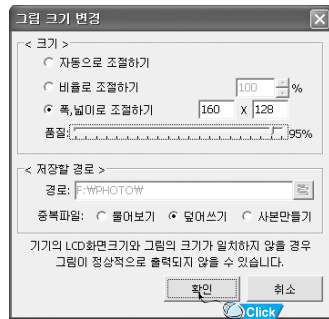 그림 크기 변경
< 크기 >
자동으로 조절하기
비율로 조절하기 100 %
폭,넓이로 조절하기 160 x 128
품질: 95%
< 저장할 경로 >
경로: F:₩PHOTO₩
중복파일: 물어보기 덮어쓰기 사본만들기
기기의 LCD화면크기와 그림의 크기가 일치하지 않을 경우
그림이 정상적으로 출력되지 않을 수 있습니다.
확인 취소
Click